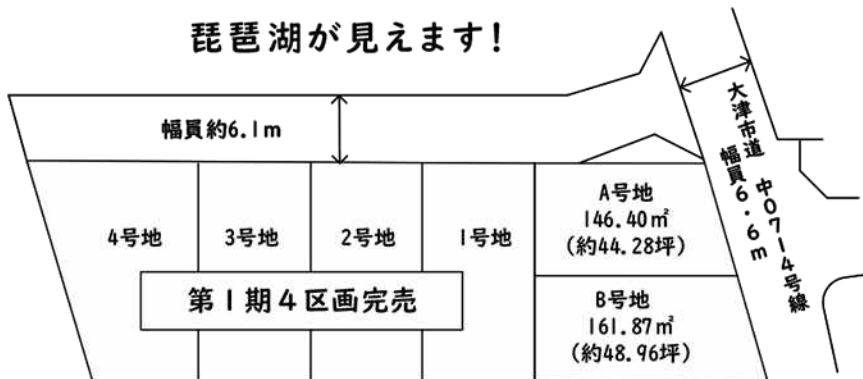 琵琶湖が見えます!
幅員約6.1m
大津市道 中0714号線
幅員6.6m
4号地
3号地
2号地
1号地
A号地
146.40㎡
(約44.28坪)
第1期4区画完売
B号地
161.87㎡
(約48.96坪)